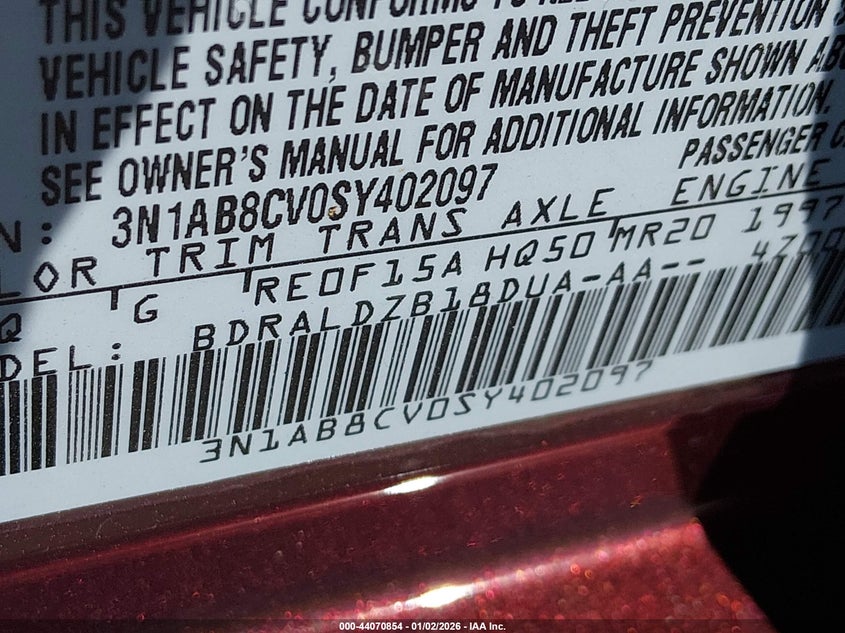 THIS VEHICLE CONFORMS TO
VEHICLE SAFETY, BUMPER AND THEFT PREVENTION
IN EFFECT ON THE DATE OF MANUFACTURE SHOWN
SEE OWNER'S MANUAL FOR ADDITIONAL INFORMATION.
N: 3N1AB8CV0SY402097 PASSENGER
LOR TRIM TRANS AXLE ENGINE
G RE0F15A HQ50 MR20 1997
DEL: BDRALDZB18DUA-AA--
3N1AB8CV0SY402097
000-44070854 - 01/02/2026 - IAA Inc.